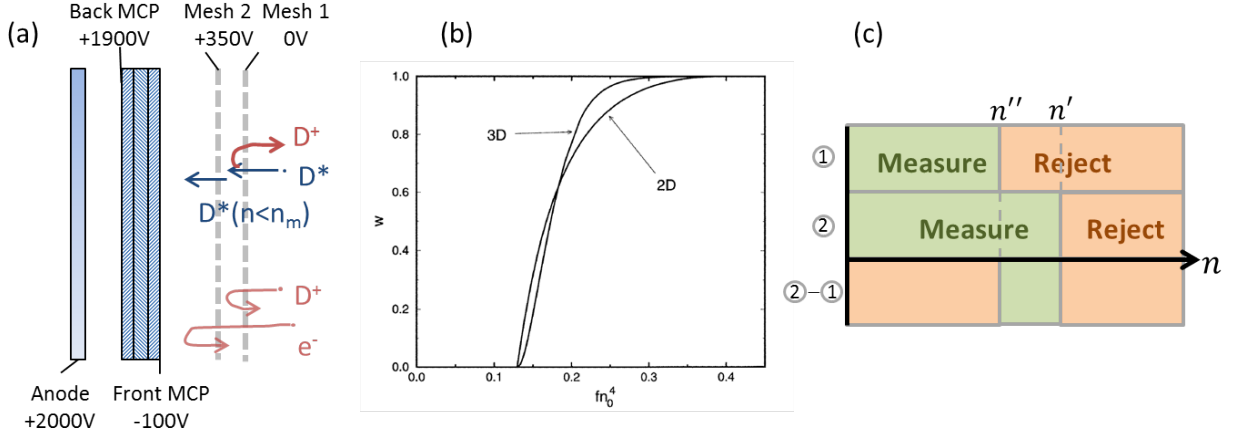 (a)
Back MCP
+1900V
Mesh 2
+350V
Mesh 1
0V
D⁺
D*
D*(n<nₘ)
D⁺
e⁻
Anode
+2000V
Front MCP
-100V
(b)
1.0
0.8
0.6
0.4
0.2
0.0
w
3D
2D
0.0
0.1
0.2
0.3
0.4
fn₀⁴
(c)
n′′
n′
①
Measure
Reject
②
Measure
Reject
n
②−①